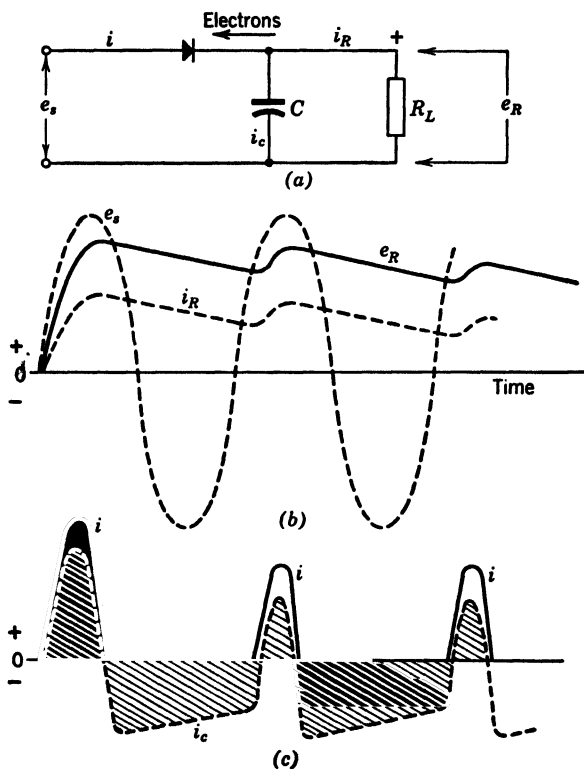 Electrons
i
i_R
+
e_s
C
R_L
e_R
i_c
(a)
e_s
e_R
i_R
+
0
−
Time
(b)
i
i
i
+
0
−
i_c
(c)